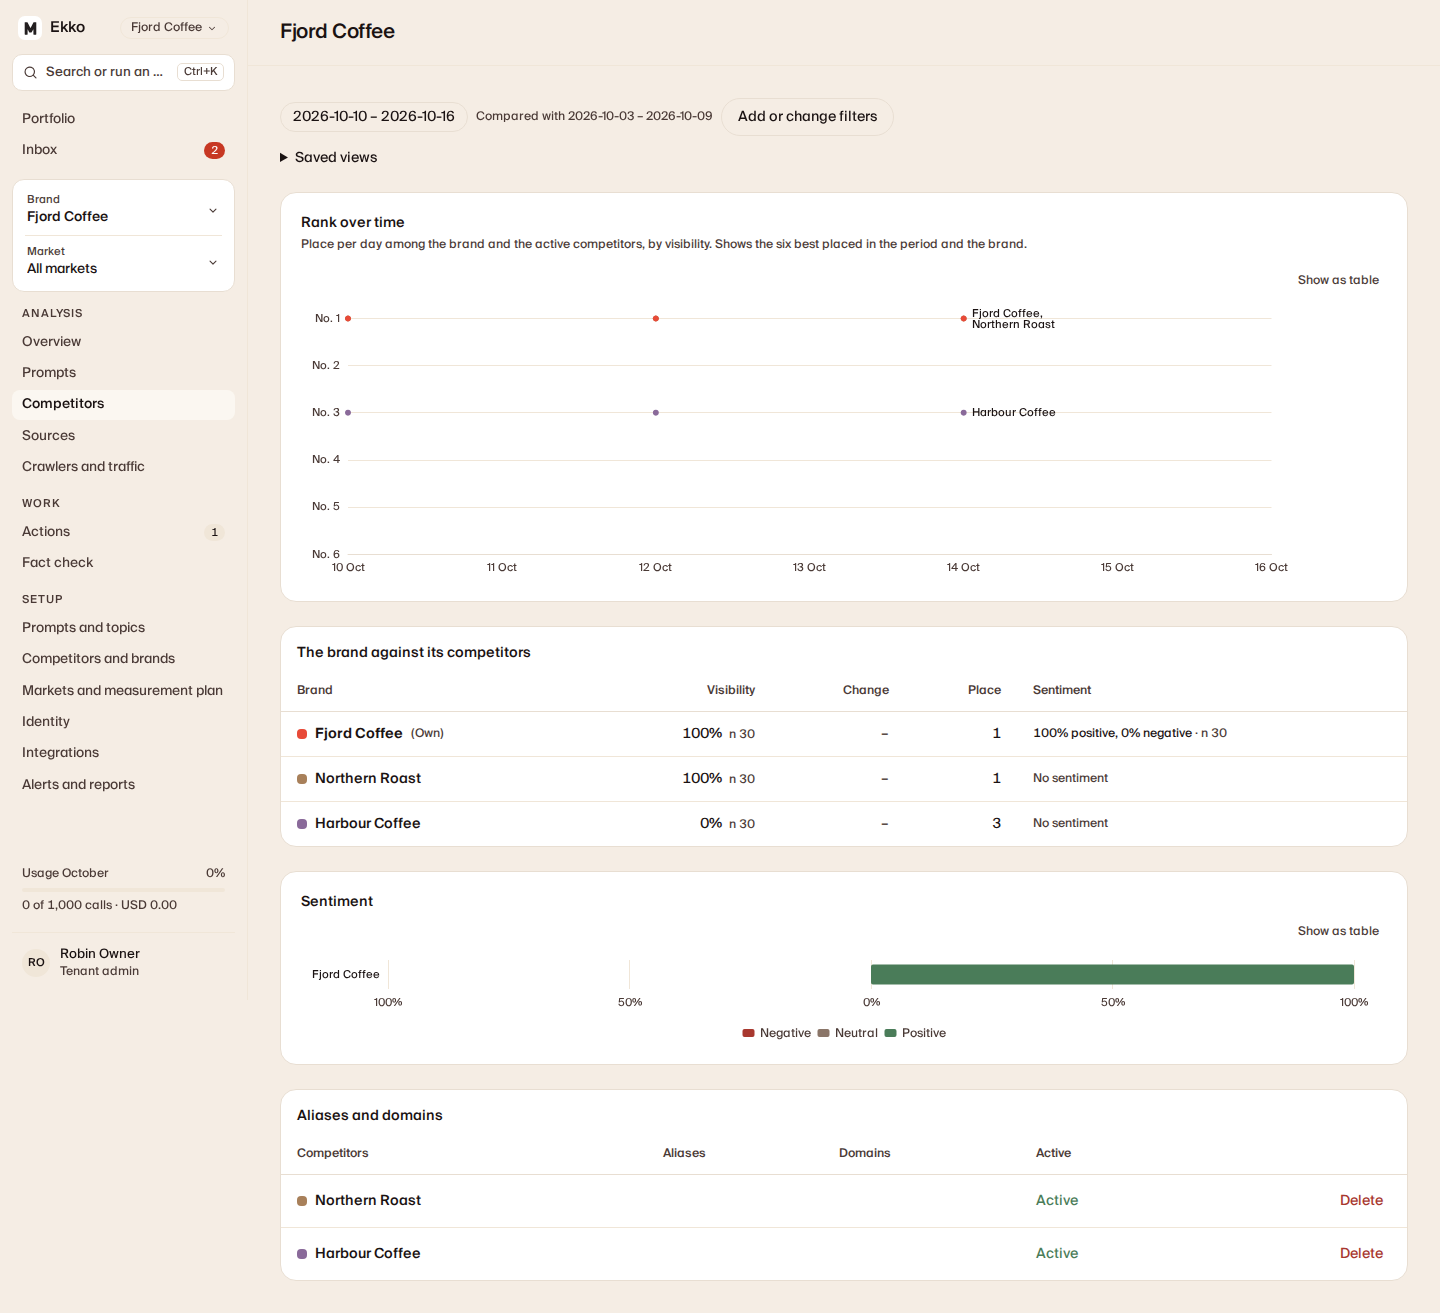 Ekko
Fjord Coffee
Search or run an ...
Ctrl+K
Portfolio
Inbox
2
Brand
Fjord Coffee
Market
All markets
ANALYSIS
Overview
Prompts
Competitors
Sources
Crawlers and traffic
WORK
Actions
1
Fact check
SETUP
Prompts and topics
Competitors and brands
Markets and measurement plan
Identity
Integrations
Alerts and reports
Usage October
0%
0 of 1,000 calls · USD 0.00
RO
Robin Owner
Tenant admin
Fjord Coffee
2026-10-10 – 2026-10-16
Compared with 2026-10-03 – 2026-10-09
Add or change filters
Saved views
Rank over time
Place per day among the brand and the active competitors, by visibility. Shows the six best placed in the period and the brand.
Show as table
No. 1
Fjord Coffee,
Northern Roast
No. 2
No. 3
Harbour Coffee
No. 4
No. 5
No. 6
10 Oct 11 Oct 12 Oct 13 Oct 14 Oct 15 Oct 16 Oct
The brand against its competitors
Brand Visibility Change Place Sentiment
Fjord Coffee (Own) 100% n 30 – 1 100% positive, 0% negative · n 30
Northern Roast 100% n 30 – 1 No sentiment
Harbour Coffee 0% n 30 – 3 No sentiment
Sentiment
Show as table
Fjord Coffee
100% 50% 0% 50% 100%
Negative Neutral Positive
Aliases and domains
Competitors Aliases Domains Active
Northern Roast Active Delete
Harbour Coffee Active Delete